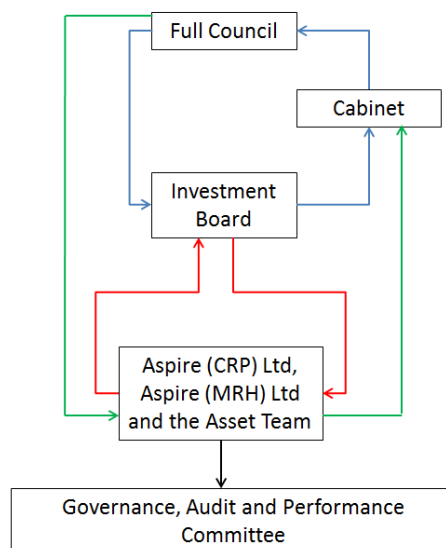 Full Council
Cabinet
Investment
Board
Aspire (CRP) Ltd,
Aspire (MRH) Ltd
and the Asset Team
Governance, Audit and Performance
Committee